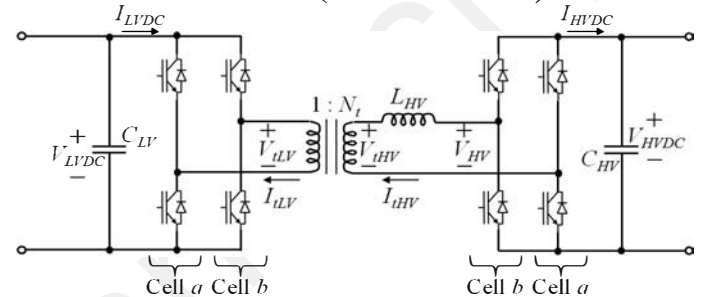 I_LVDC
I_HVDC
1 : N_t
L_HV
+
V_LVDC
−
C_LV
+
V_tLV
−
+
V_tHV
−
+
V_HV
−
C_HV
+
V_HVDC
−
I_tLV
I_tHV
Cell a Cell b
Cell b Cell a